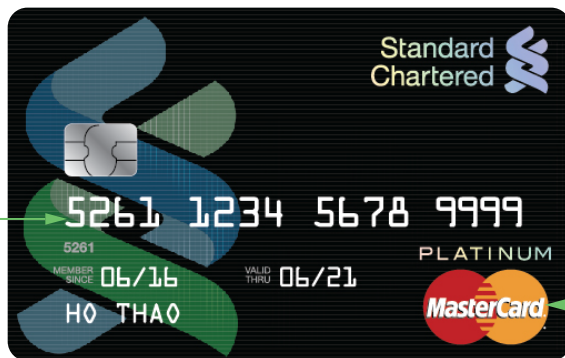 Standard
Chartered
5261 1234 5678 9999
5261
MEMBER SINCE 06/16 VALID THRU 06/21
PLATINUM
HO THAO
MasterCard